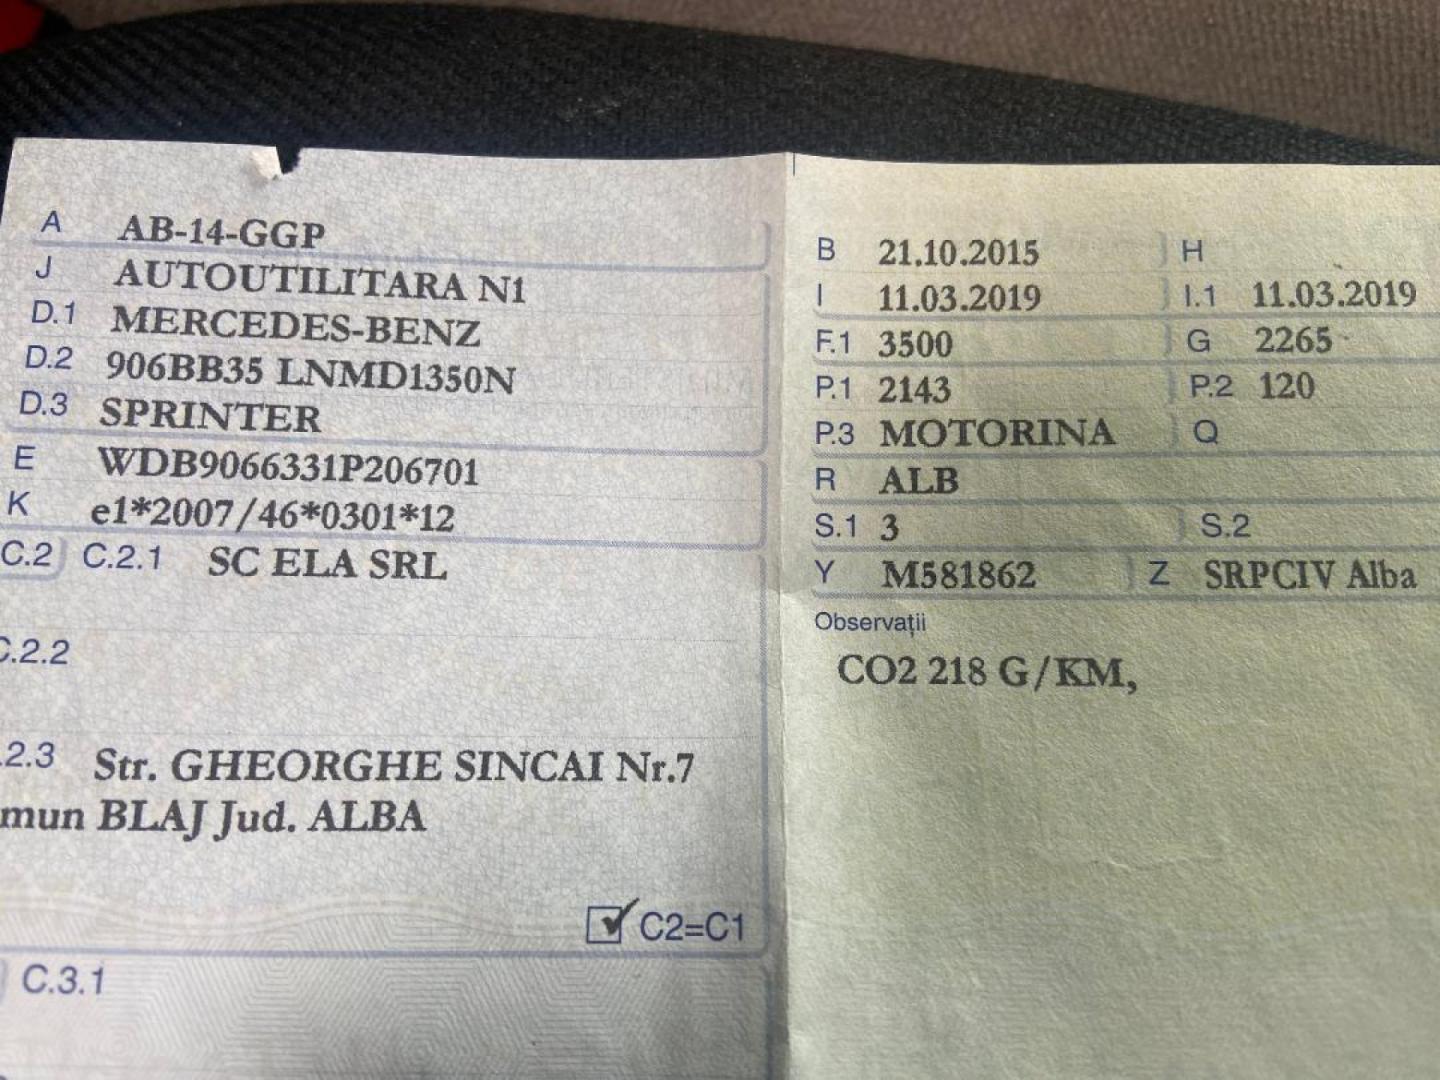 A AB-14-GGP
J AUTOUTILITARA N1
D.1 MERCEDES-BENZ
D.2 906BB35 LNMD1350N
D.3 SPRINTER
E WDB9066331P206701
K e1*2007/46*0301*12
C.2 C.2.1 SC ELA SRL
C.2.2
.2.3 Str. GHEORGHE SINCAI Nr.7
mun BLAJ Jud. ALBA
C2=C1
C.3.1
B 21.10.2015 H
I 11.03.2019 I.1 11.03.2019
F.1 3500 G 2265
P.1 2143 P.2 120
P.3 MOTORINA Q
R ALB
S.1 3 S.2
Y M581862 Z SRPCIV Alba
Observații
CO2 218 G/KM,